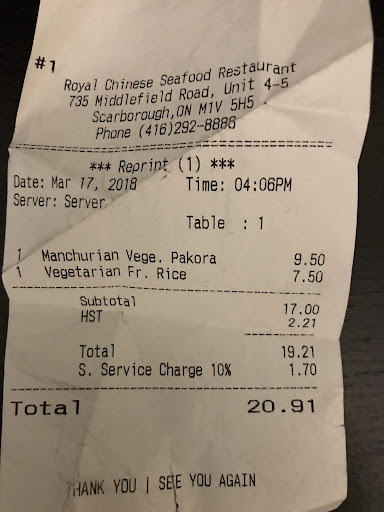 #1
Royal Chinese Seafood Restaurant
735 Middlefield Road, Unit 4-5
Scarborough,ON M1V 5H5
Phone (416)292-8888
*** Reprint (1) ***
Date: Mar 17, 2018 Time: 04:06PM
Server: Server
Table : 1
1 Manchurian Vege. Pakora 9.50
1 Vegetarian Fr. Rice 7.50
Subtotal 17.00
HST 2.21
Total 19.21
S. Service Charge 10% 1.70
Total 20.91
THANK YOU | SEE YOU AGAIN